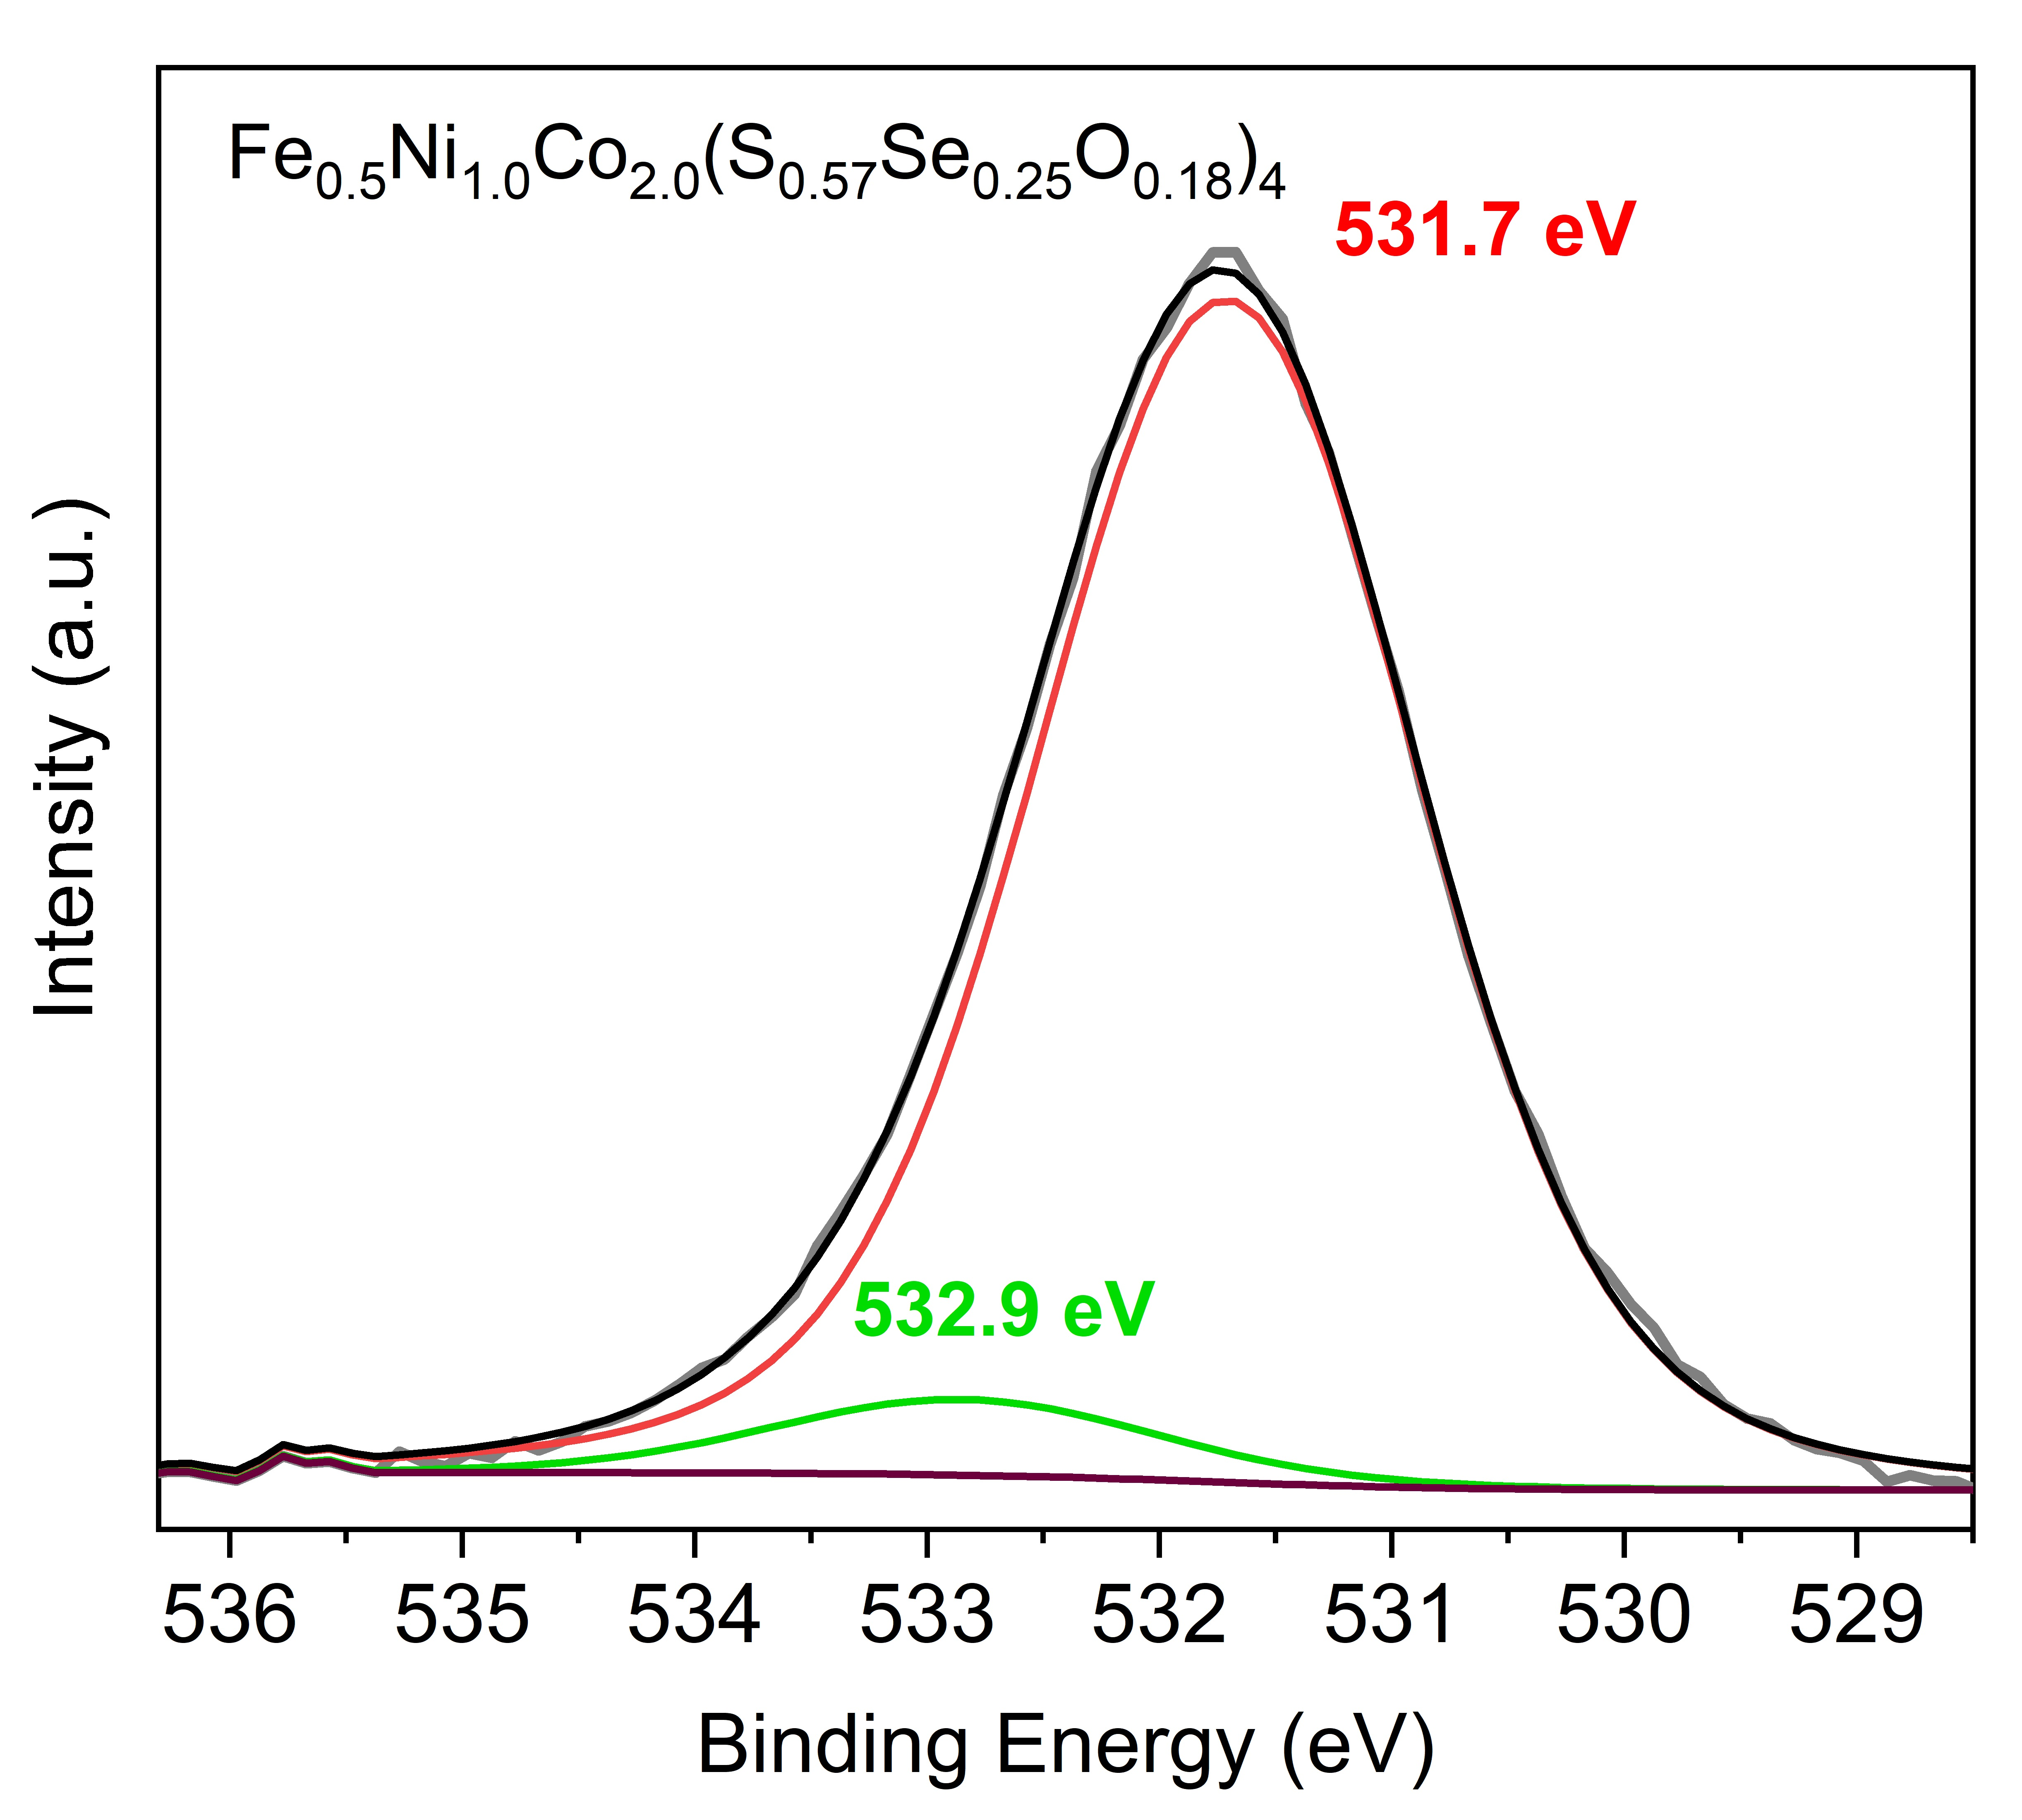 Fe₀.₅Ni₁.₀Co₂.₀(S₀.₅₇Se₀.₂₅O₀.₁₈)₄
531.7 eV
Intensity (a.u.)
532.9 eV
536 535 534 533 532 531 530 529
Binding Energy (eV)